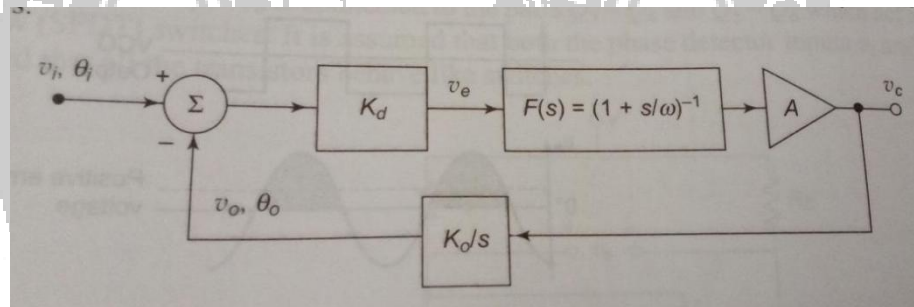 v_i, θ_i
+
Σ
−
K_d
v_e
F(s) = (1 + s/ω)⁻¹
A
v_c
v_o, θ_o
K_o/s